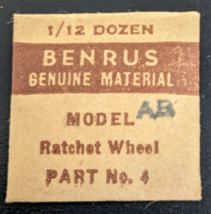 1/12 DOZEN
BENRUS
GENUINE MATERIAL
MODEL AB
Ratchet Wheel
PART No. 4